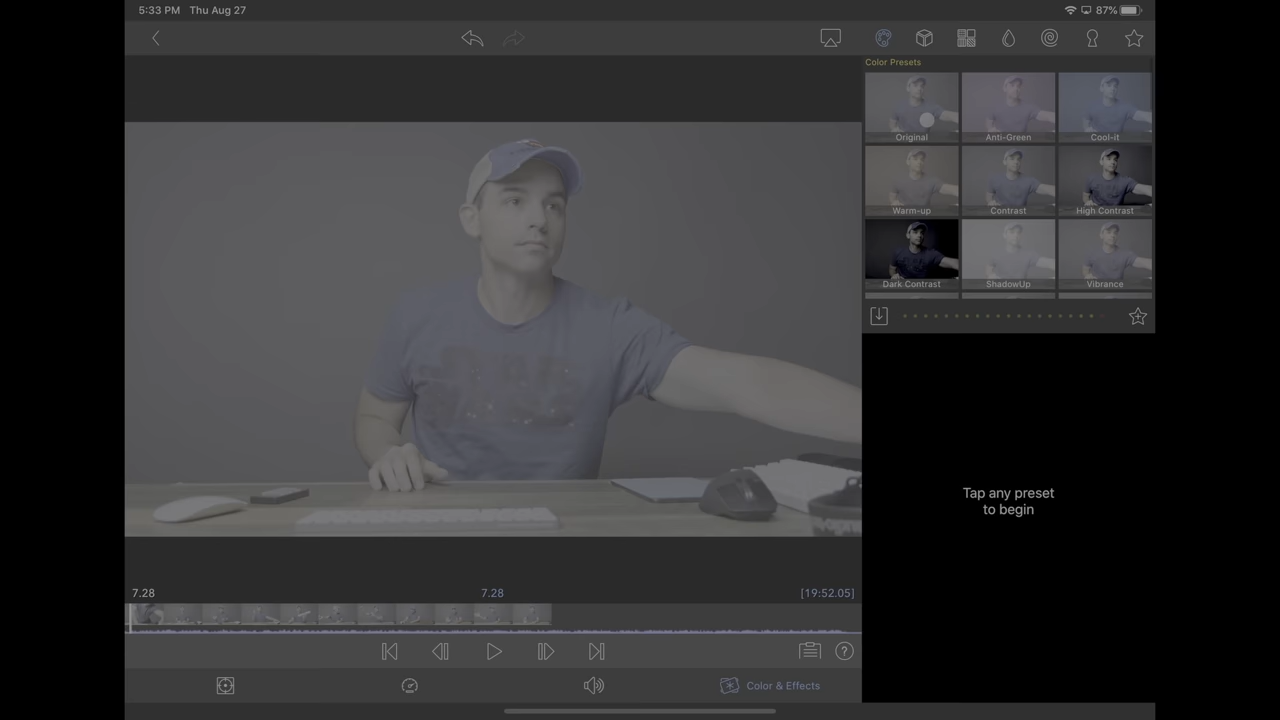 5:33 PM Thu Aug 27
87%
Color Presets
Original
Anti-Green
Cool-it
Warm-up
Contrast
High Contrast
Dark Contrast
ShadowUp
Vibrance
Tap any preset
to begin
7.28
7.28
[19:52.05]
?
Color & Effects